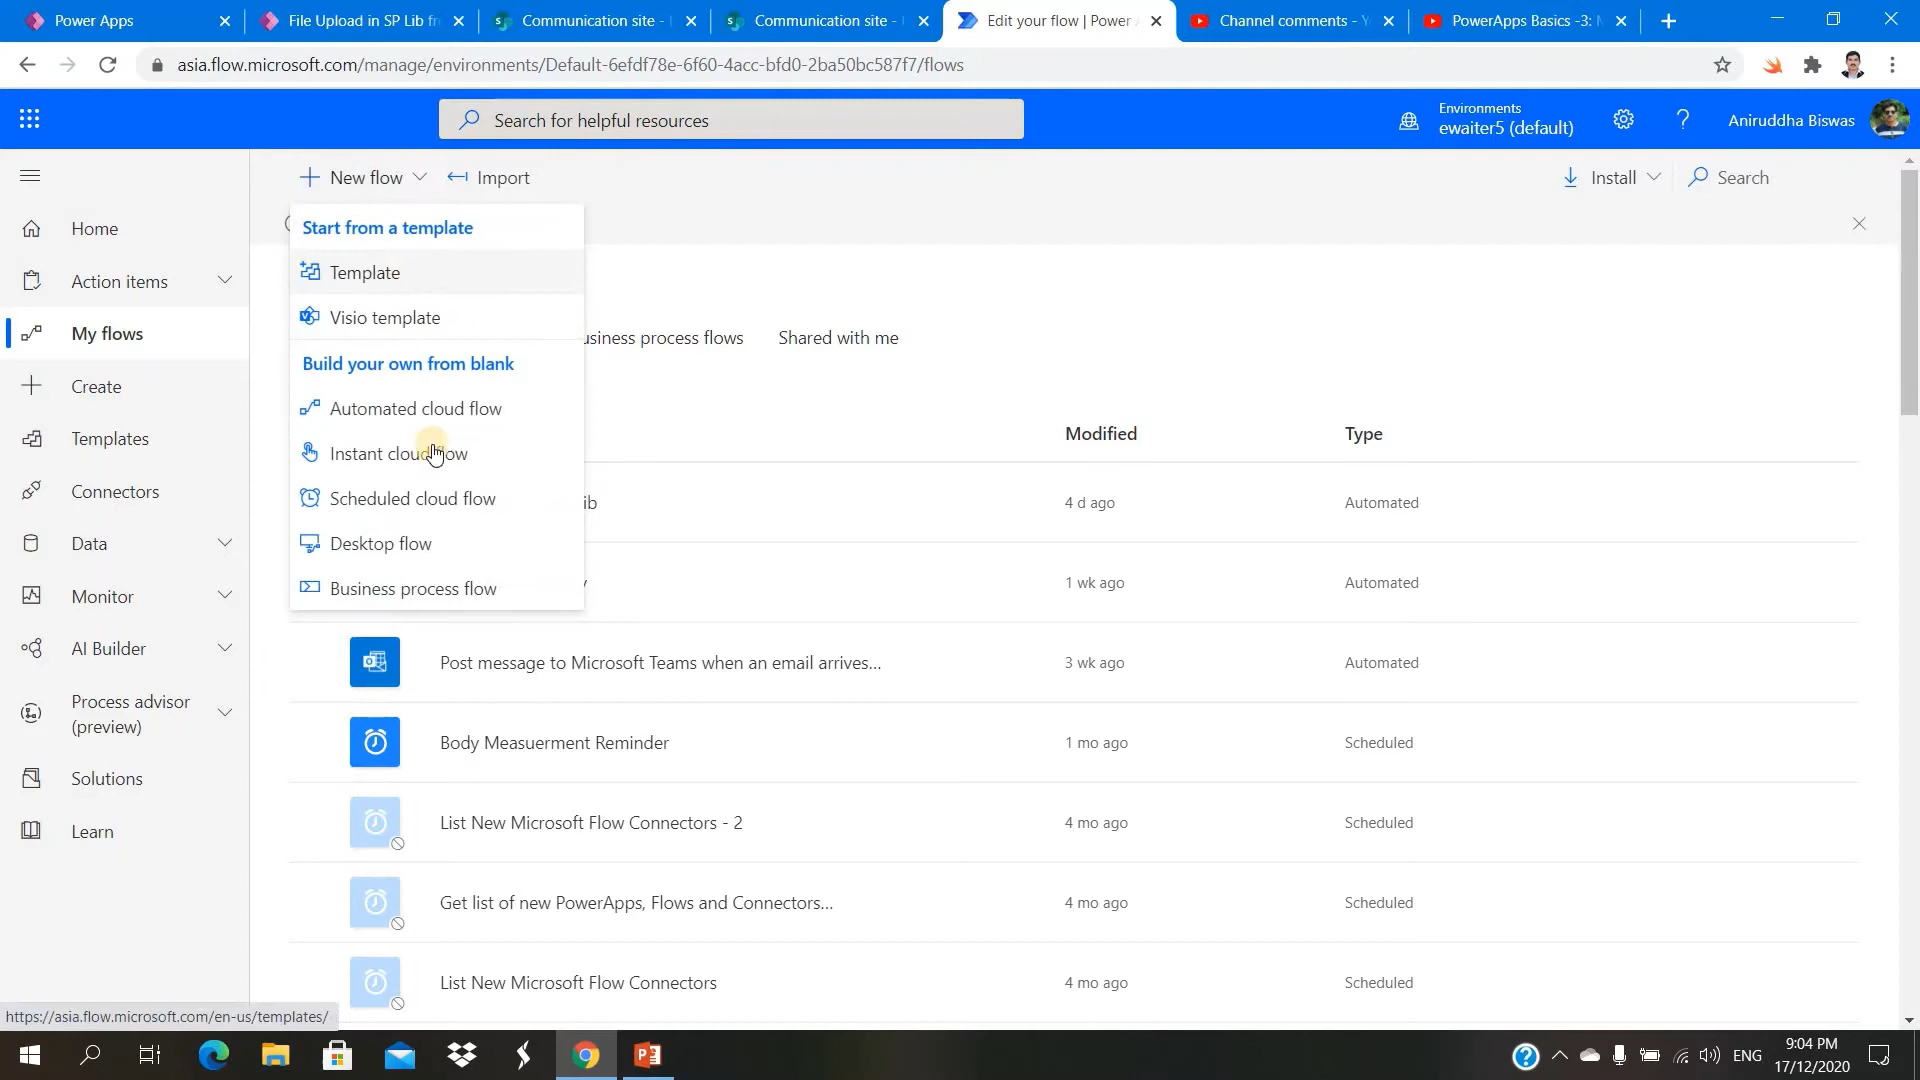 Power Apps
File Upload in SP Lib fr
Communication site -
Communication site -
Edit your flow | Power A
Channel comments - Y
PowerApps Basics -3:
asia.flow.microsoft.com/manage/environments/Default-6efdf78e-6f60-4acc-bfd0-2ba50bc587f7/flows
Search for helpful resources
Environments
ewaiter5 (default)
Aniruddha Biswas
New flow
Import
Install
Search
Home
Action items
My flows
Create
Templates
Connectors
Data
Monitor
AI Builder
Process advisor
(preview)
Solutions
Learn
Start from a template
Template
Visio template
Build your own from blank
Automated cloud flow
Instant cloud flow
Scheduled cloud flow
Desktop flow
Business process flow
usiness process flows
Shared with me
Modified
Type
ib
4 d ago
Automated
1 wk ago
Automated
Post message to Microsoft Teams when an email arrives...
3 wk ago
Automated
Body Measuerment Reminder
1 mo ago
Scheduled
List New Microsoft Flow Connectors - 2
4 mo ago
Scheduled
Get list of new PowerApps, Flows and Connectors...
4 mo ago
Scheduled
List New Microsoft Flow Connectors
4 mo ago
Scheduled
https://asia.flow.microsoft.com/en-us/templates/
ENG
9:04 PM
17/12/2020